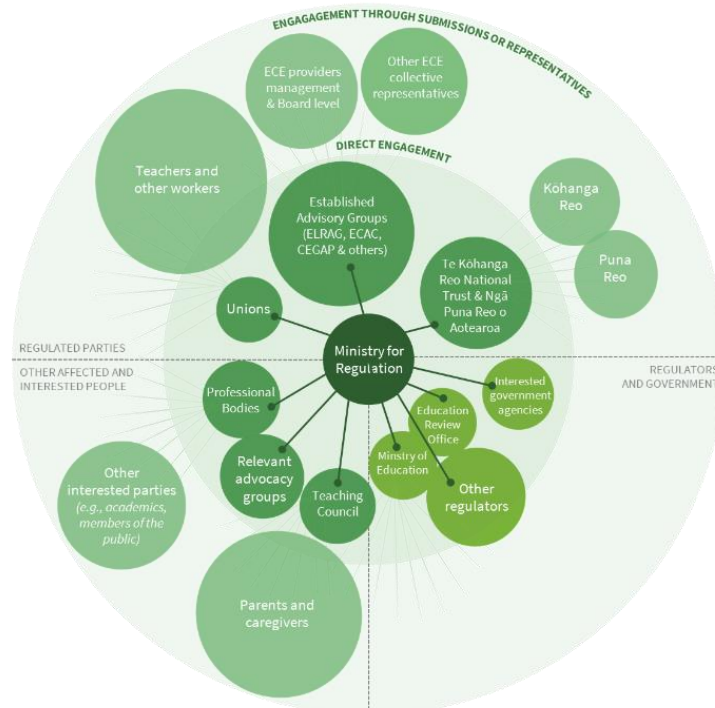 ENGAGAGEMENT THROUGH SUBMISSIONS OR REPRESENTATIVES
ECE providers
management
& Board level
Other ECE
collective
representatives
DIRECT ENGAGEMENT
Teachers and
other workers
Established
Advisory Groups
(ELRAG, ECAC,
CEGAP & others)
Kōhanga
Reo
Puna
Reo
Te Kōhanga
Reo National
Trust & Ngā
Puna Reo o
Aotearoa
Unions
Ministry for
Regulation
REGULATED PARTIES
OTHER AFFECTED AND
INTERESTED PEOPLE
REGULATORS
AND GOVERNMENT
Professional
Bodies
Interested
government
agencies
Education
Review
Office
Ministry of
Education
Relevant
advocacy
groups
Teaching
Council
Other
regulators
Other
interested parties
(e.g., academics,
members of the
public)
Parents and
caregivers